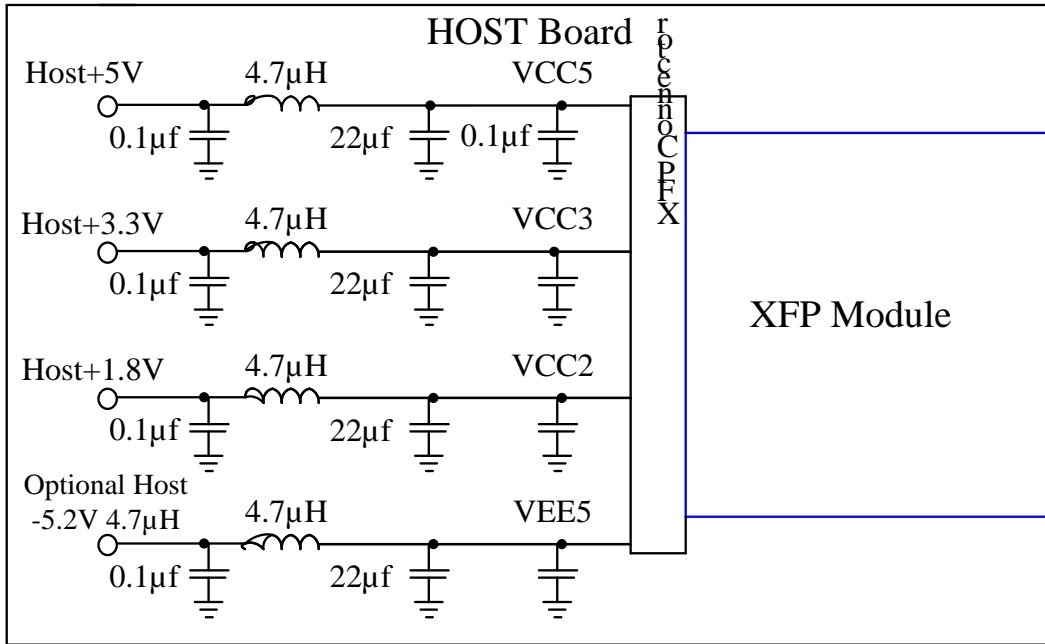 HOST Board
XFPConnector
Host+5V
4.7µH
VCC5
0.1µf
22µf
0.1µf
Host+3.3V
4.7µH
VCC3
0.1µf
22µf
XFP Module
Host+1.8V
4.7µH
VCC2
0.1µf
22µf
Optional Host
-5.2V 4.7µH
4.7µH
VEE5
0.1µf
22µf